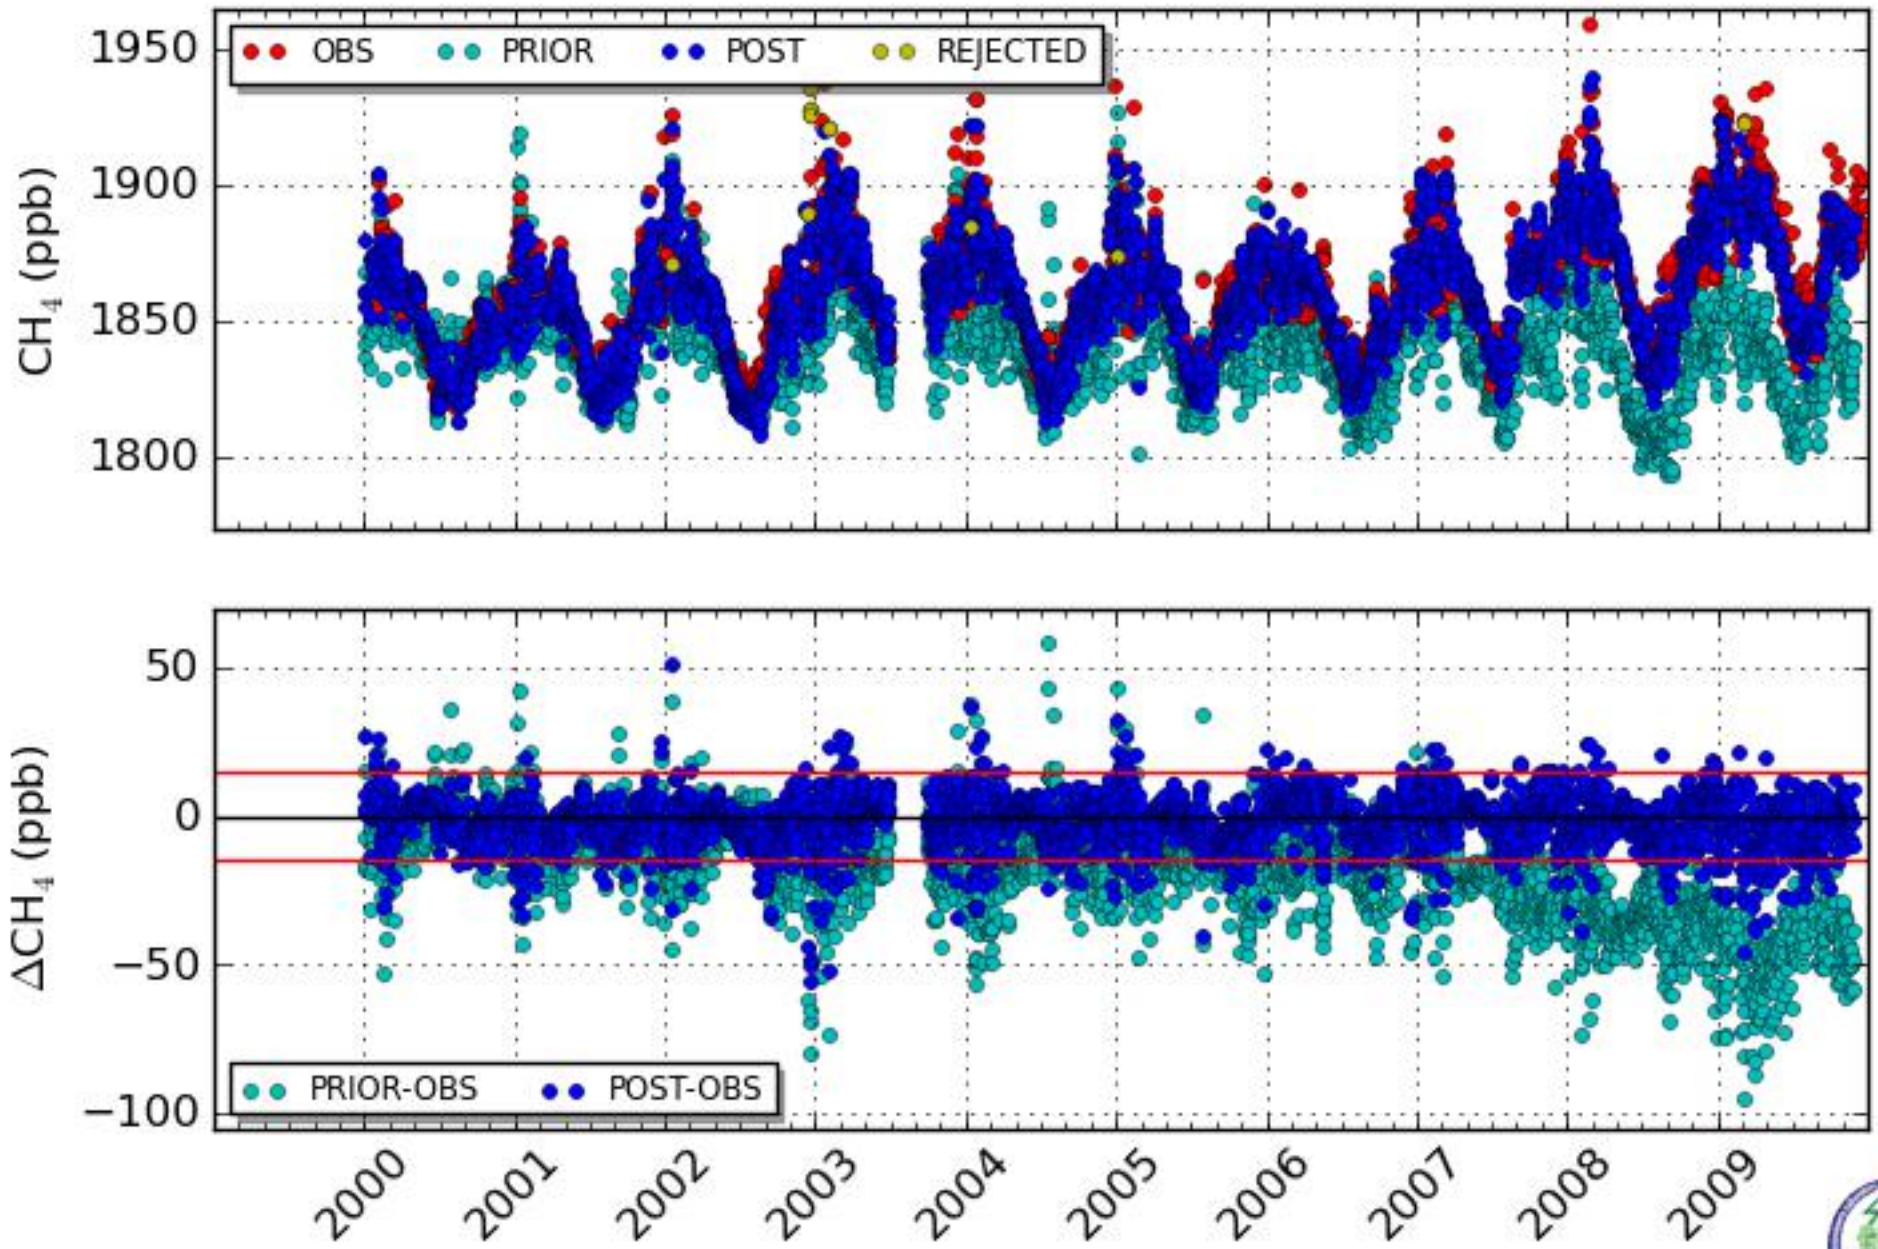 OBS PRIOR POST REJECTED
1950
1900
1850
1800
CH₄ (ppb)
50
0
−50
−100
ΔCH₄ (ppb)
PRIOR-OBS POST-OBS
2000 2001 2002 2003 2004 2005 2006 2007 2008 2009